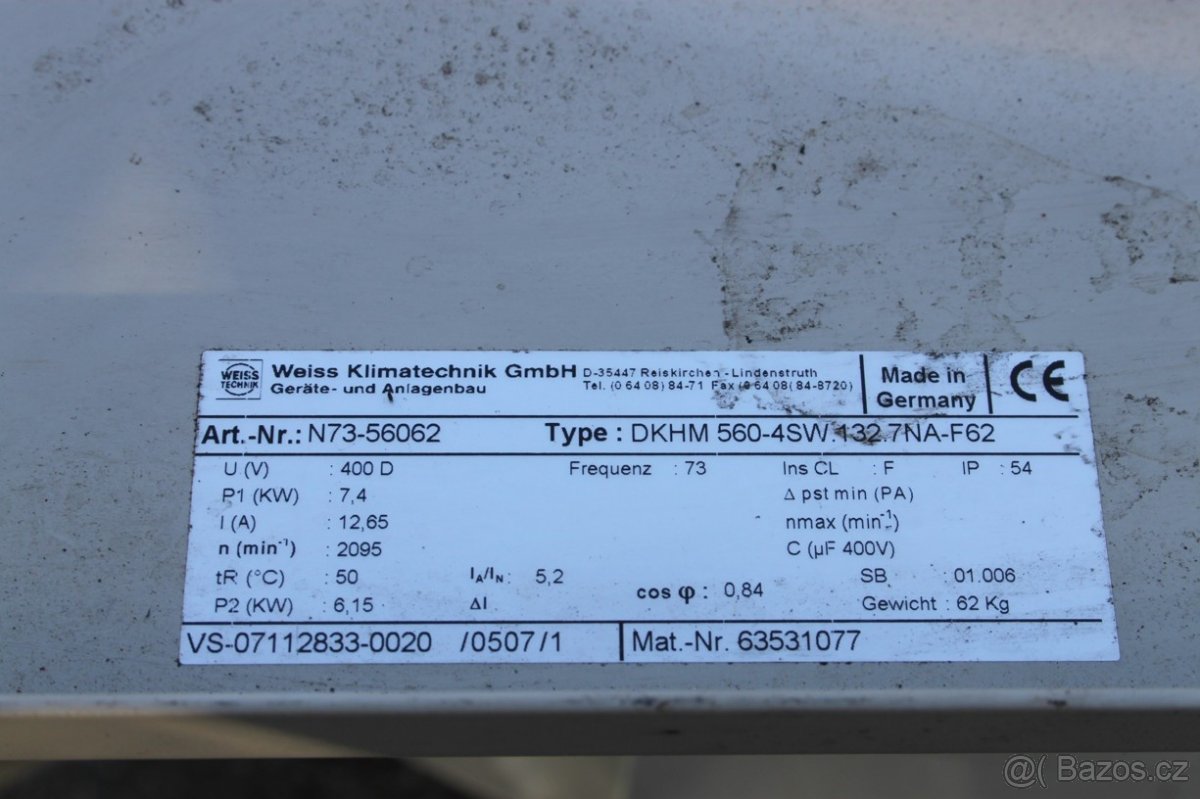 WEISS
TECHNIK
Weiss Klimatechnik GmbH
Geräte- und Anlagenbau
D-35447 Reiskirchen - Lindenstruth
Tel. (0 64 08) 84-71 Fax (0 64 08( 84-8720)
Made in
Germany
CE
Art.-Nr.: N73-56062 Type : DKHM 560-4SW.132.7NA-F62
U (V) : 400 D Frequenz : 73 Ins CL : F IP : 54
P1 (KW) : 7,4 Δ pst min (PA)
I (A) : 12,65 nmax (min⁻¹)
n (min⁻¹) : 2095 C (µF 400V)
tR (°C) : 50 IA/IN : 5,2 cos φ : 0,84 SB : 01.006
P2 (KW) : 6,15 ΔI Gewicht : 62 Kg
VS-07112833-0020 /0507/1 Mat.-Nr. 63531077
@( Bazos.cz